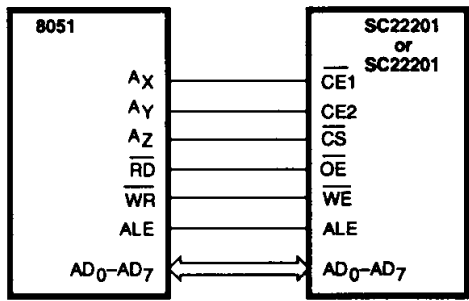 8051
SC22201
or
SC22201
AX
CE1
AY
CE2
AZ
CS
RD
OE
WR
WE
ALE
ALE
AD0–AD7
AD0–AD7